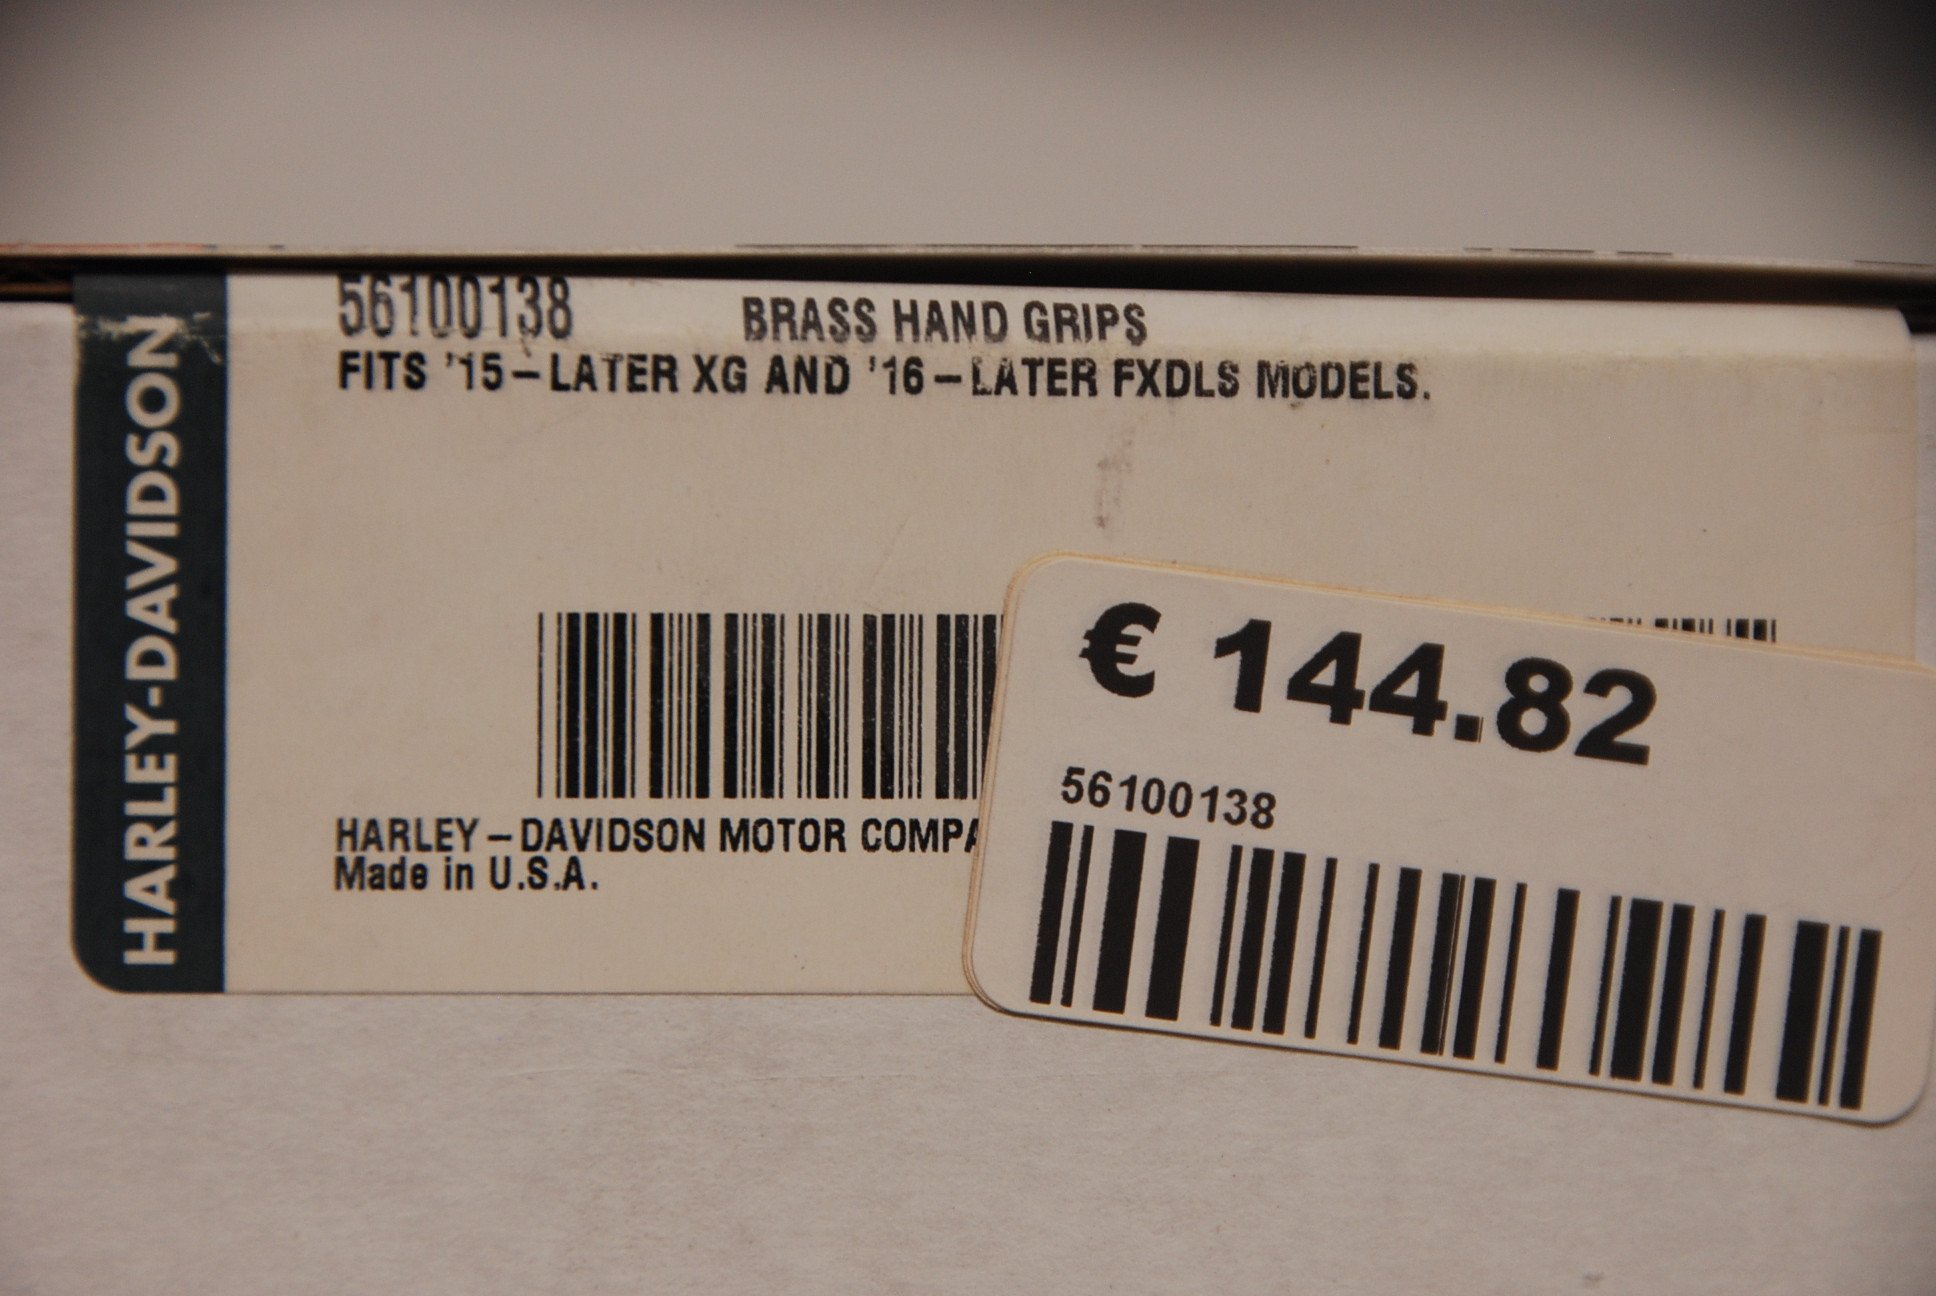 HARLEY-DAVIDSON
56100138 BRASS HAND GRIPS
FITS '15-LATER XG AND '16-LATER FXDLS MODELS.
HARLEY-DAVIDSON MOTOR
Made in U.S.A.
€ 144.82
56100138